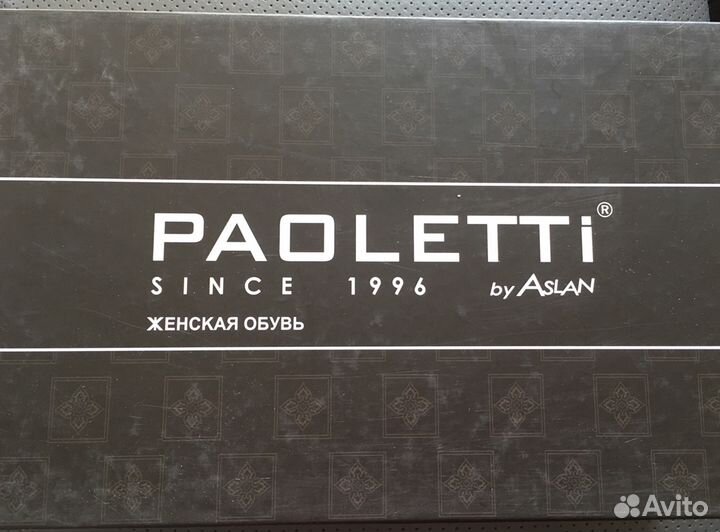 PAOLETTi®
SINCE 1996 by ASLAN
ЖЕНСКАЯ ОБУВЬ
Avito